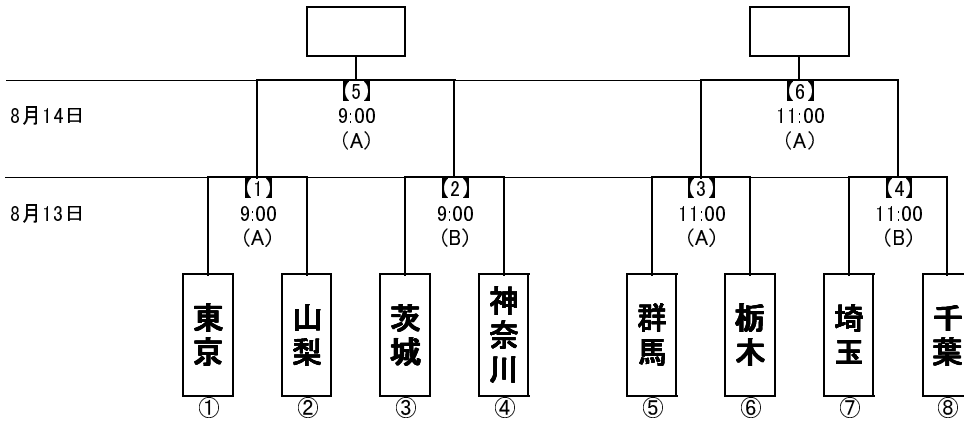 【5】
【6】
8月14日
9:00
11:00
(A)
(A)
【1】
【2】
【3】
【4】
8月13日
9:00
9:00
11:00
11:00
(A)
(B)
(A)
(B)
東京
山梨
茨城
神奈川
群馬
栃木
埼玉
千葉
①
②
③
④
⑤
⑥
⑦
⑧